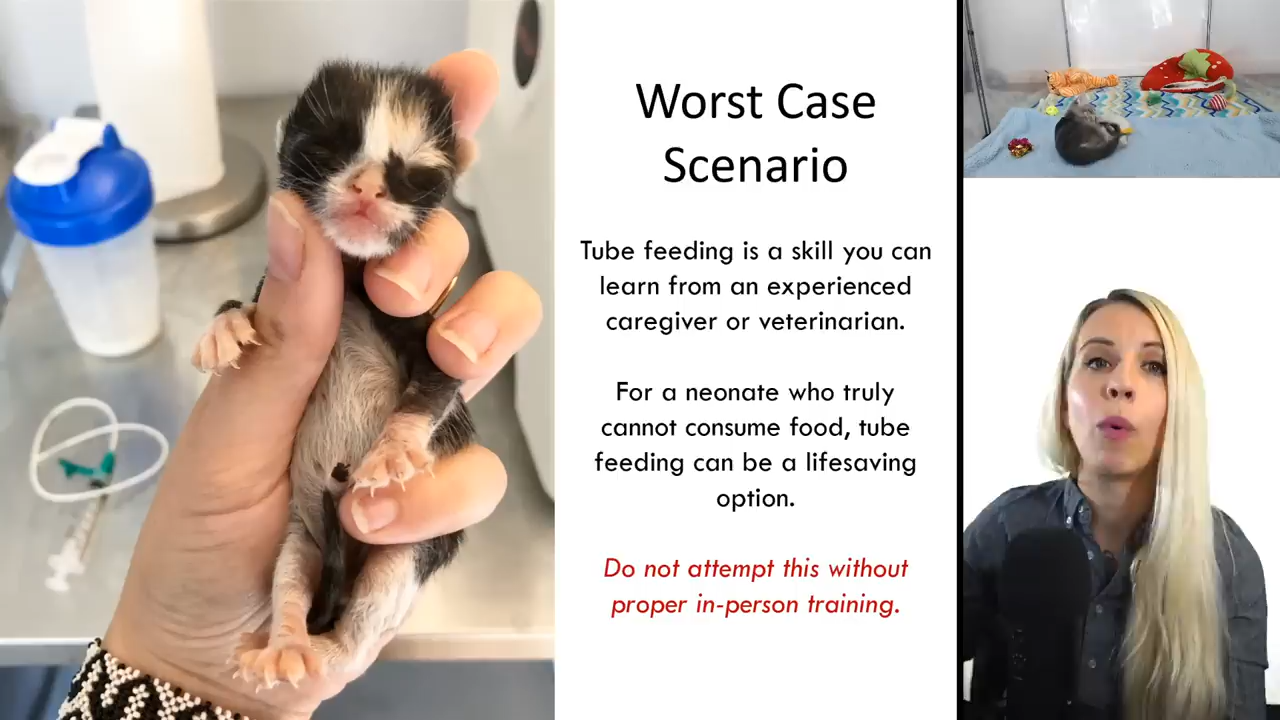 Worst Case
Scenario
Tube feeding is a skill you can
learn from an experienced
caregiver or veterinarian.
For a neonate who truly
cannot consume food, tube
feeding can be a lifesaving
option.
Do not attempt this without
proper in-person training.